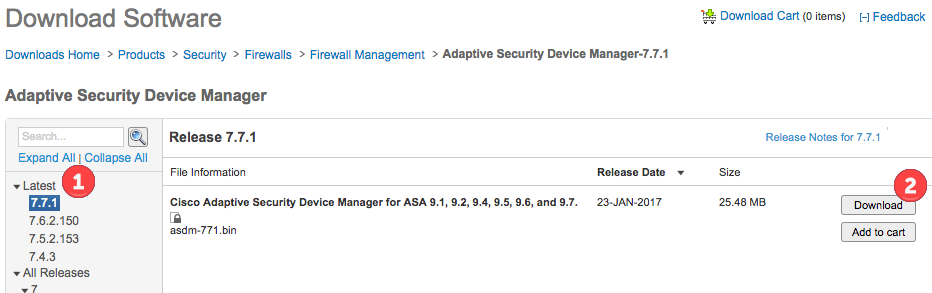 Download Software
Download Cart (0 items) [–] Feedback
Downloads Home > Products > Security > Firewalls > Firewall Management > Adaptive Security Device Manager-7.7.1
Adaptive Security Device Manager
Search...
Expand All | Collapse All
1
Latest
7.7.1
7.6.2.150
7.5.2.153
7.4.3
All Releases
7
Release 7.7.1
Release Notes for 7.7.1
File Information Release Date Size
2
Cisco Adaptive Security Device Manager for ASA 9.1, 9.2, 9.4, 9.5, 9.6, and 9.7. 23-JAN-2017 25.48 MB Download
asdm-771.bin
Add to cart